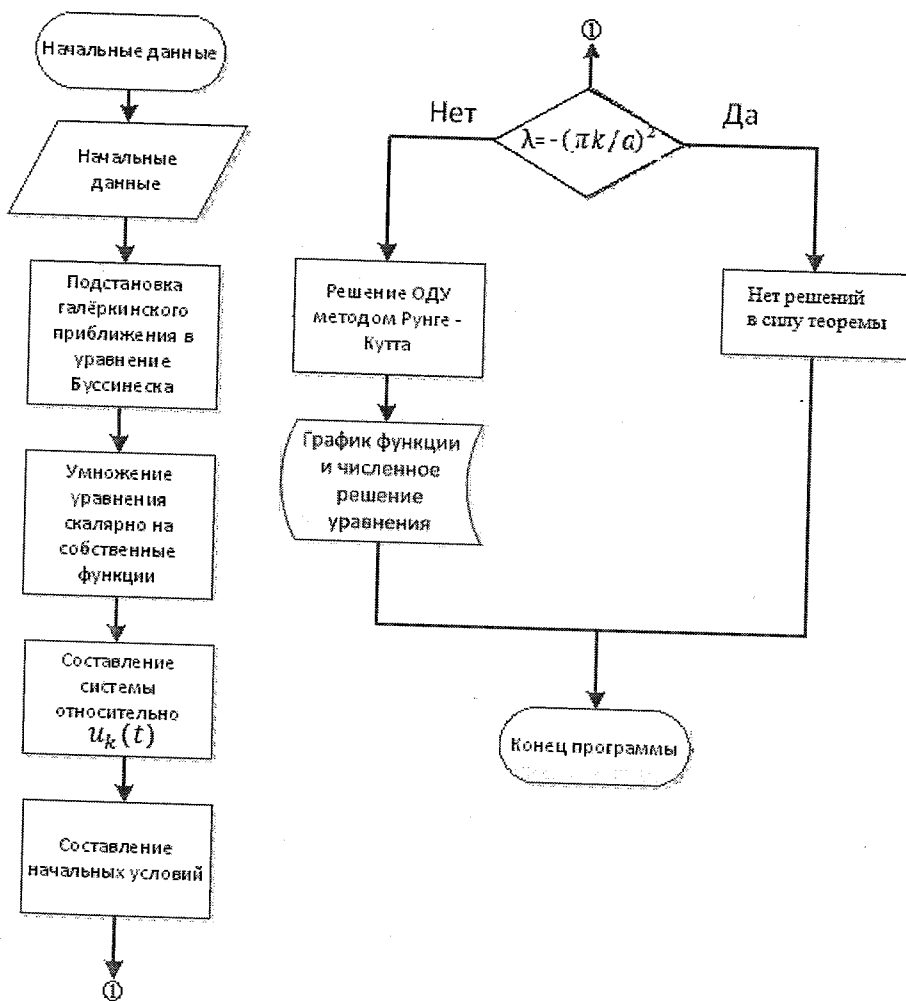 Начальные данные
Начальные
данные
Подстановка
галёркинского
приближения в
уравнение
Буссинеска
Умножение
уравнения
скалярно на
собственные
функции
Составление
системы
относительно
u_k(t)
Составление
начальных условий
①
①
λ=-(πk/a)²
Нет
Да
Решение ОДУ
методом Рунге -
Кутта
График функции
и численное
решение
уравнения
Нет решений
в силу теоремы
Конец программы